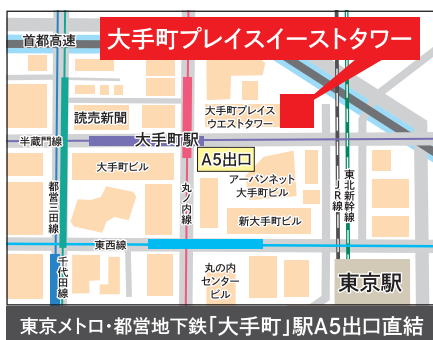 首都高速
大手町プレイスイーストタワー
読売新聞
大手町プレイス
ウエストタワー
半蔵門線
大手町駅
A5出口
大手町ビル
アーバンネット
大手町ビル
都営三田線
丸ノ内線
JR線
東北新幹線
新大手町ビル
東西線
千代田線
丸の内
センター
ビル
東京駅
東京メトロ・都営地下鉄「大手町」駅A5出口直結